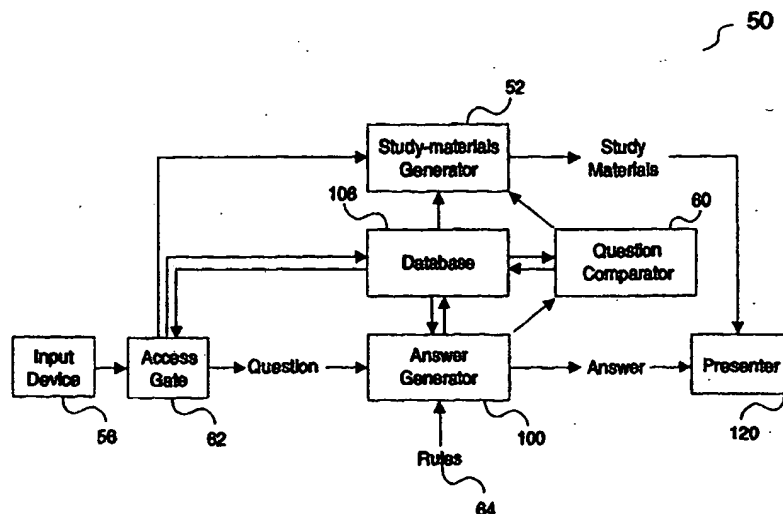 50
52
Study-materials
Generator
Study
Materials
106
60
Database
Question
Comparator
Input
Device
Access
Gate
Question
Answer
Generator
Answer
Presenter
56
62
100
120
Rules
64